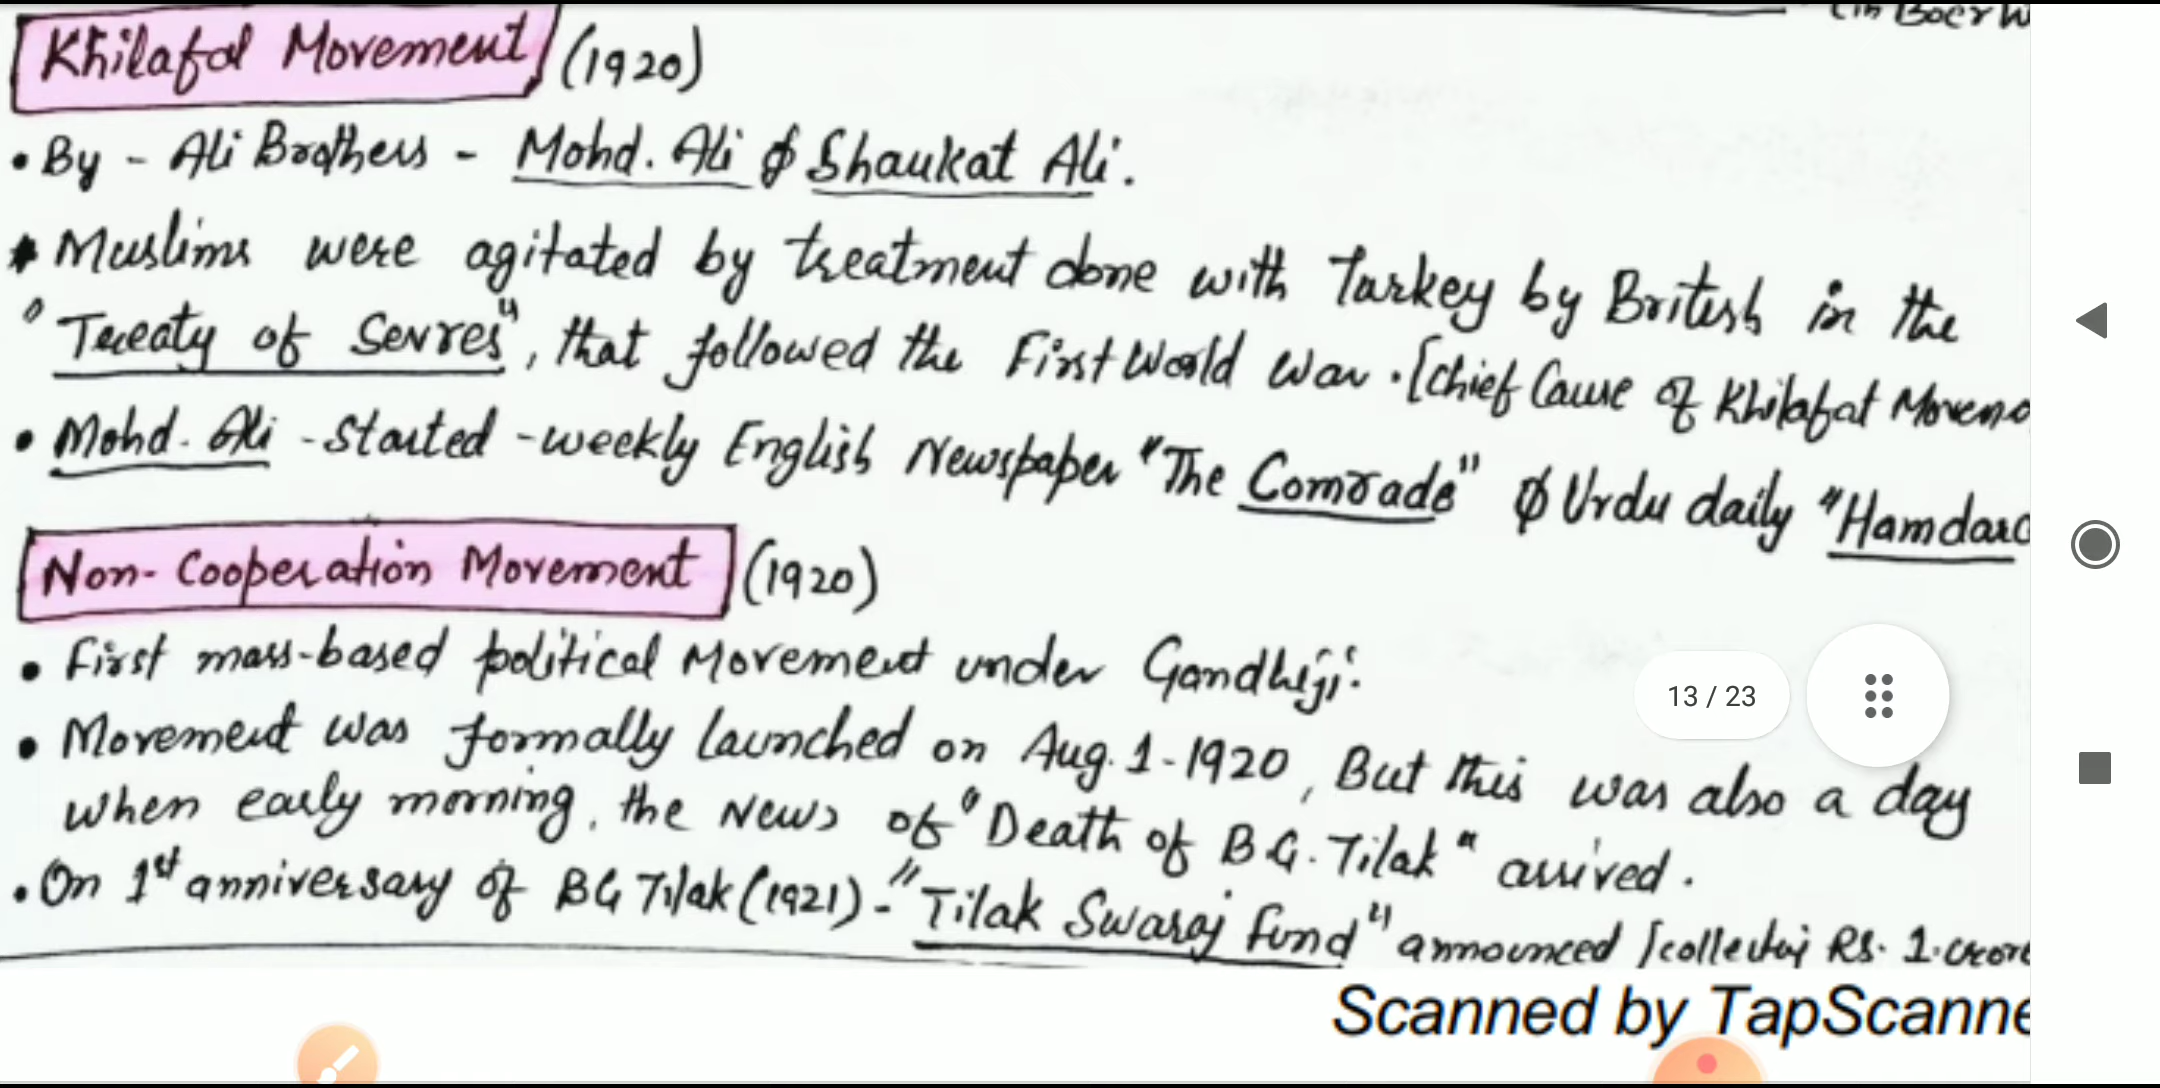 (in Boer W
Khilafat Movement (1920)
• By - Ali Brothers - Mohd. Ali & Shaukat Ali.
• Muslims were agitated by treatment done with Turkey by British in the
"Treaty of Sevres", that followed the First World War. [Chief Cause of Khilafat Movem
• Mohd. Ali - Started - weekly English Newspaper "The Comrade" & Urdu daily "Hamdard
Non-Cooperation Movement (1920)
• First mass-based political Movement under Gandhiji.
13 / 23
• Movement was formally launched on Aug. 1-1920, But this was also a day
when early morning, the News of "Death of B.G. Tilak" arrived.
• On 1st anniversary of BG Tilak (1921) - "Tilak Swaraj Fund" announced [collecting Rs. 1.crore
Scanned by TapScanne